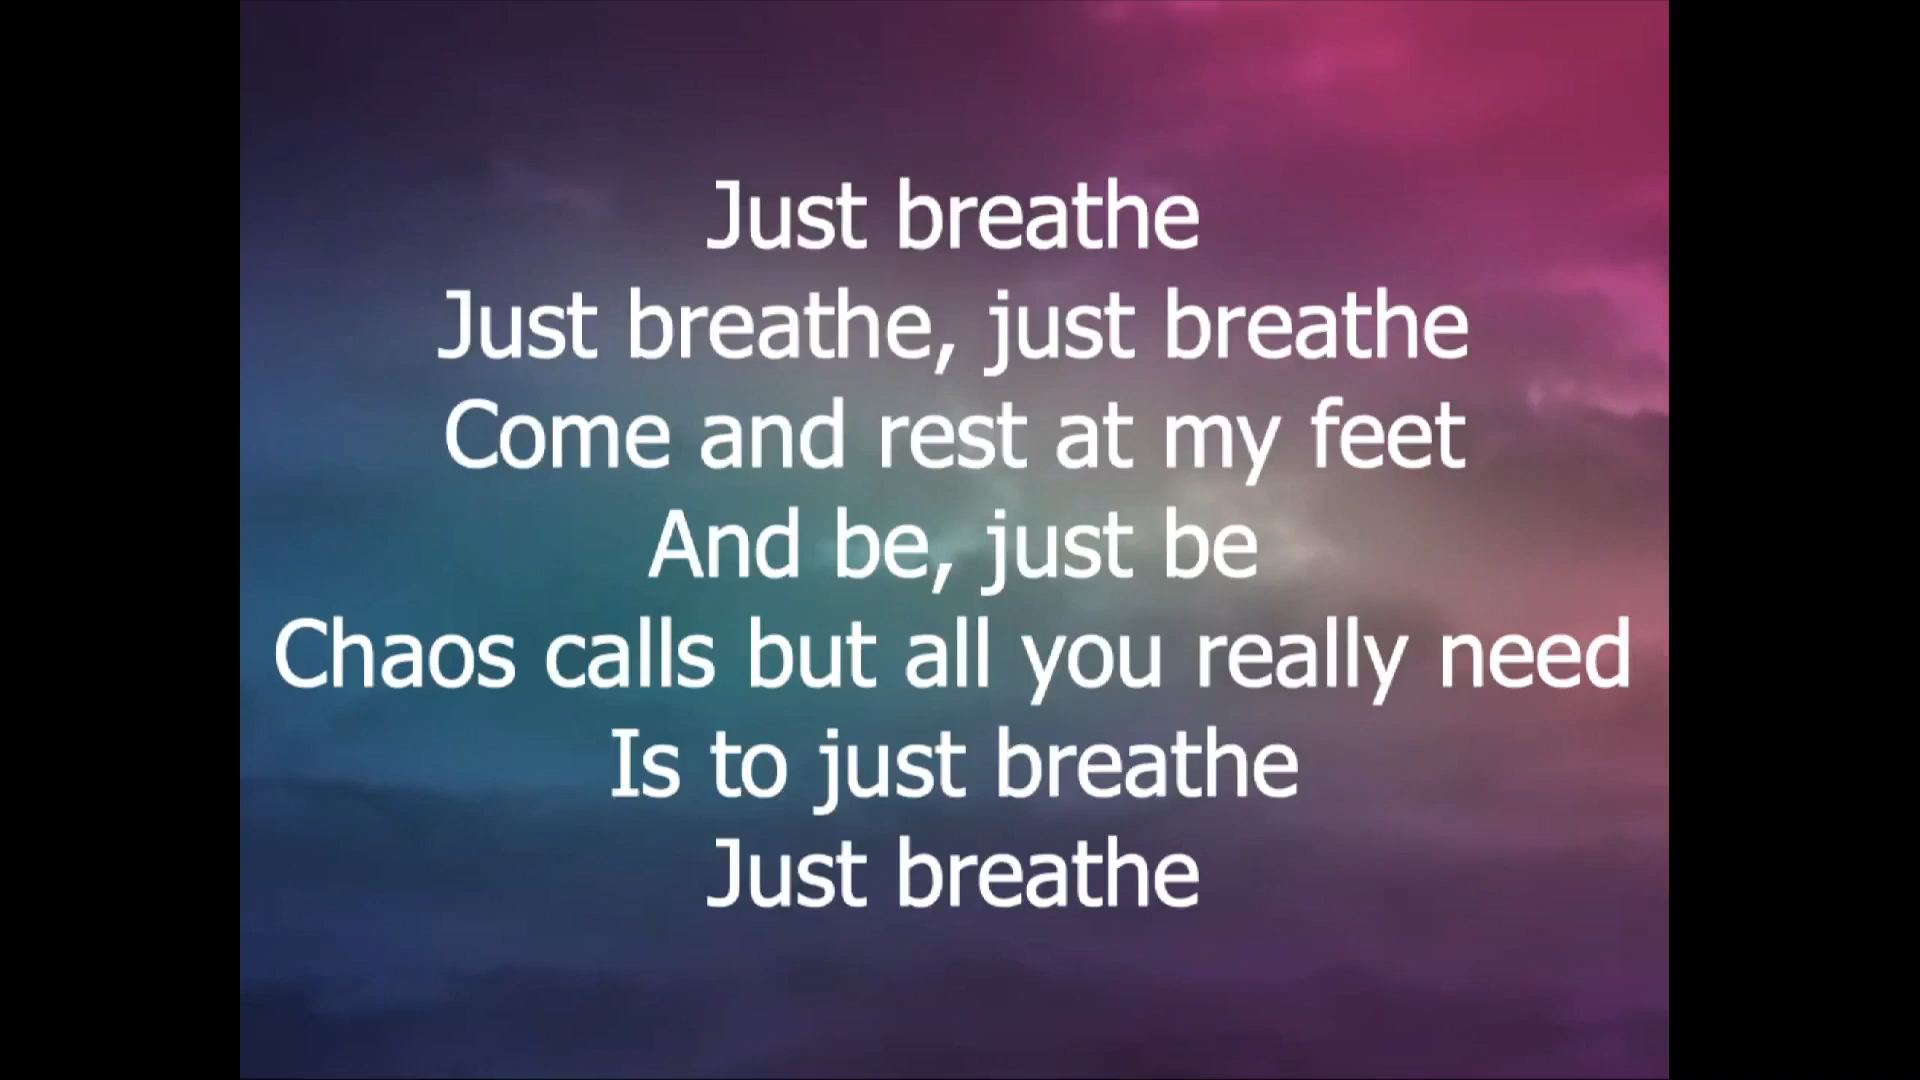 Just breathe
Just breathe, just breathe
Come and rest at my feet
And be, just be
Chaos calls but all you really need
Is to just breathe
Just breathe